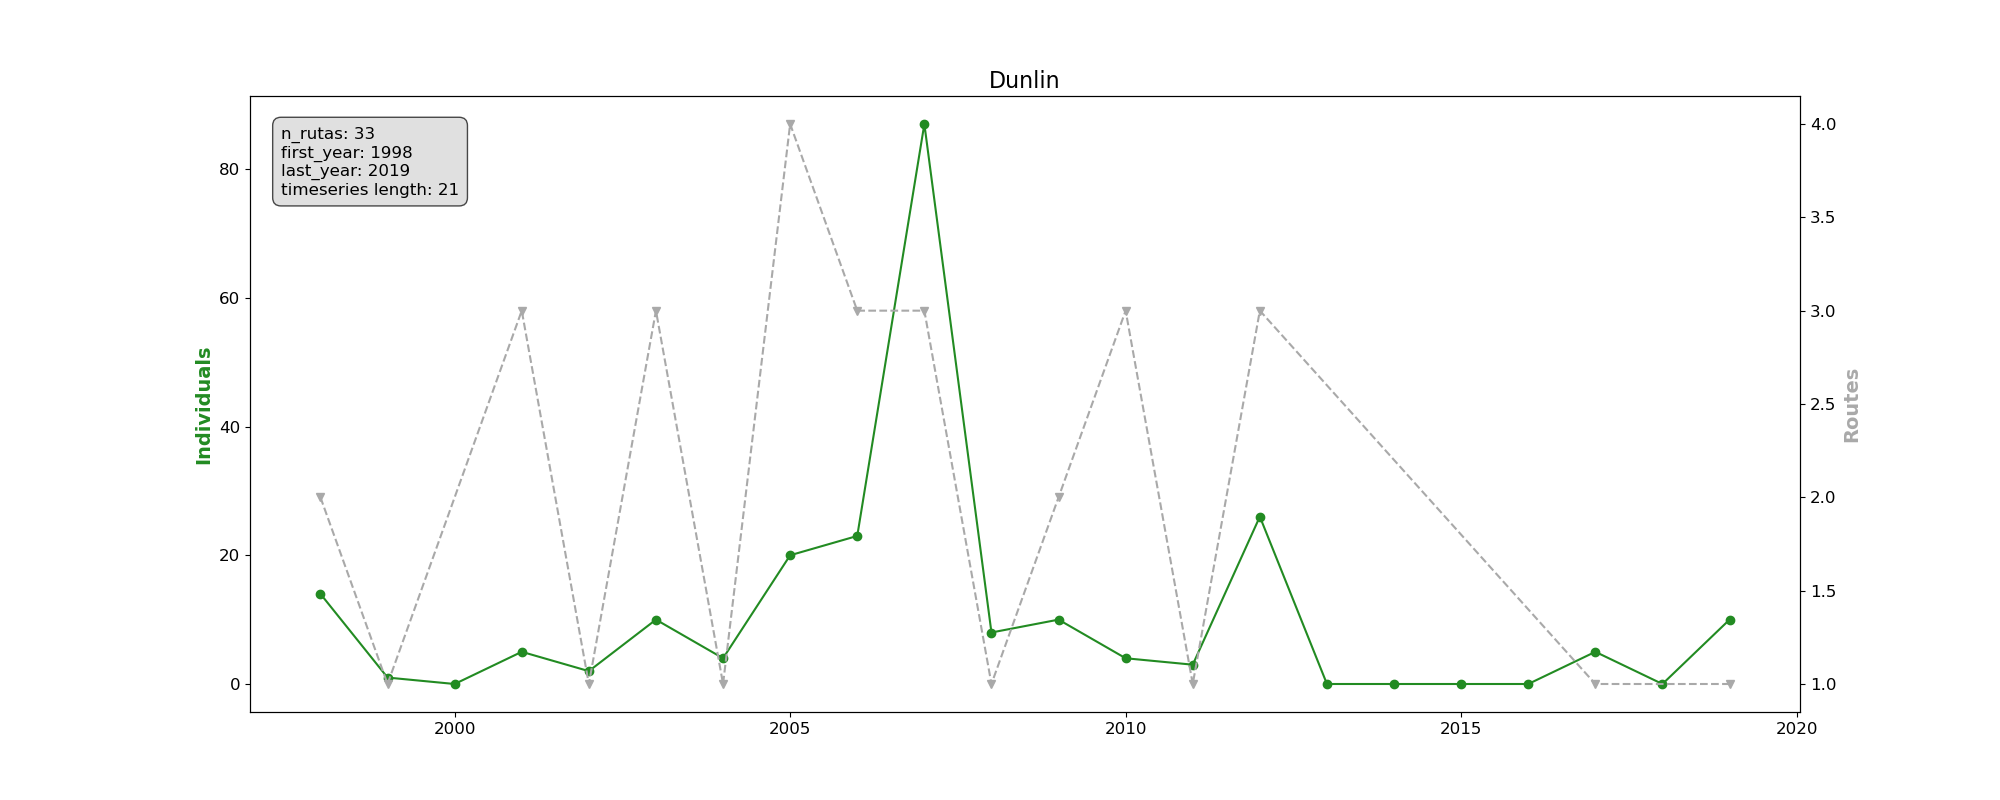 Dunlin
n_rutas: 33
first_year: 1998
last_year: 2019
timeseries length: 21
80
60
40
20
0
Individuals
4.0
3.5
3.0
2.5
2.0
1.5
1.0
Routes
2000 2005 2010 2015 2020